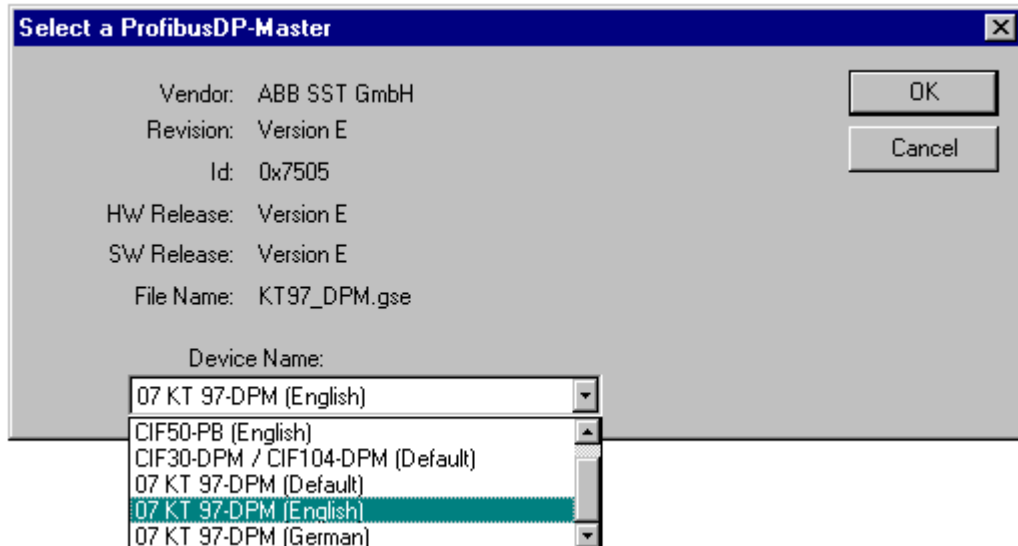 Select a ProfibusDP-Master
Vendor: ABB SST GmbH
Revision: Version E
Id: 0x7505
HW Release: Version E
SW Release: Version E
File Name: KT97_DPM.gse
OK
Cancel
Device Name:
07 KT 97-DPM (English)
CIF50-PB (English)
CIF30-DPM / CIF104-DPM (Default)
07 KT 97-DPM (Default)
07 KT 97-DPM (English)
07 KT 97-DPM (German)